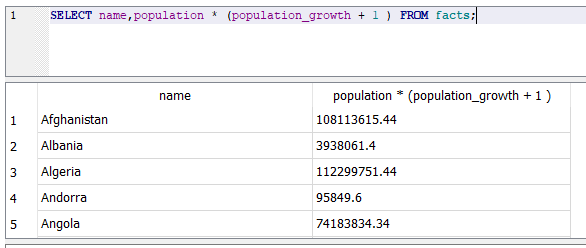 1 SELECT name,population * (population_growth + 1 ) FROM facts;
name population * (population_growth + 1 )
1 Afghanistan 108113615.44
2 Albania 3938061.4
3 Algeria 112299751.44
4 Andorra 95849.6
5 Angola 74183834.34